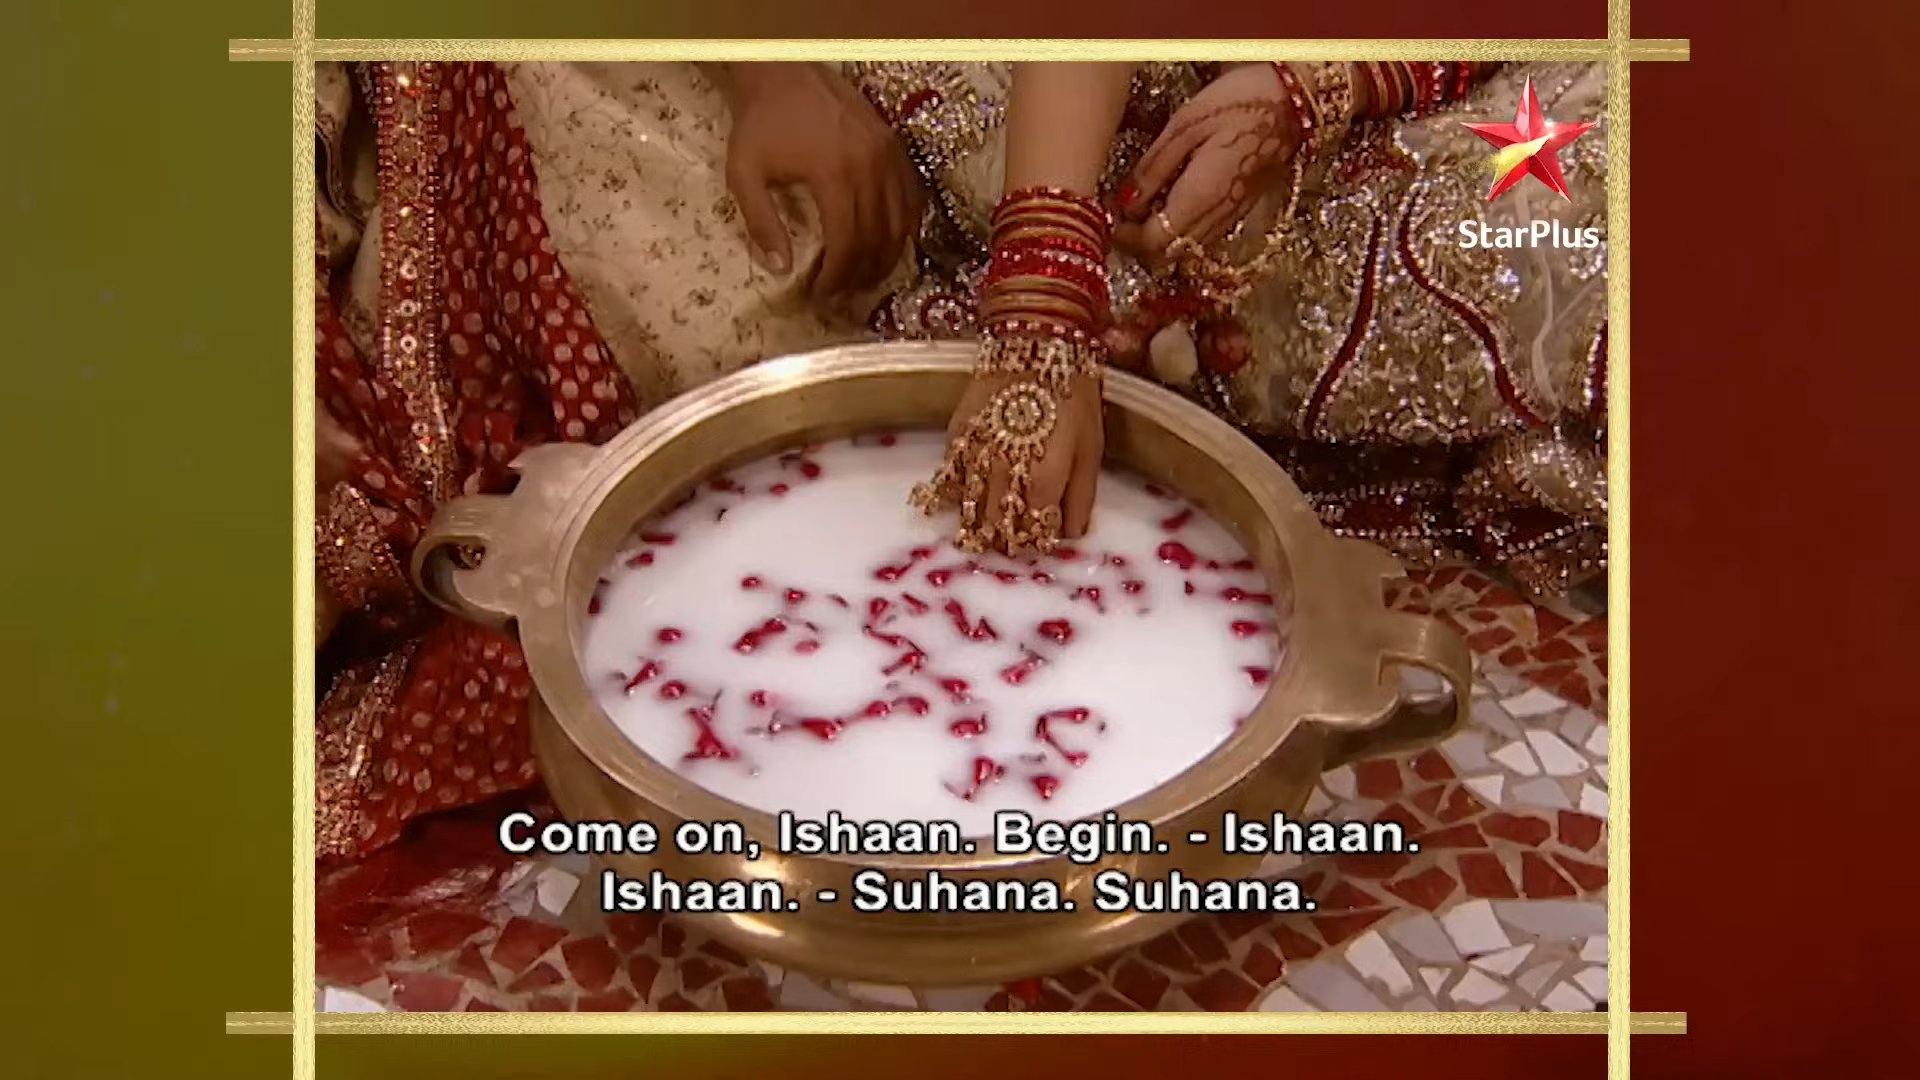 StarPlus
Come on, Ishaan. Begin. - Ishaan.
Ishaan. - Suhana. Suhana.